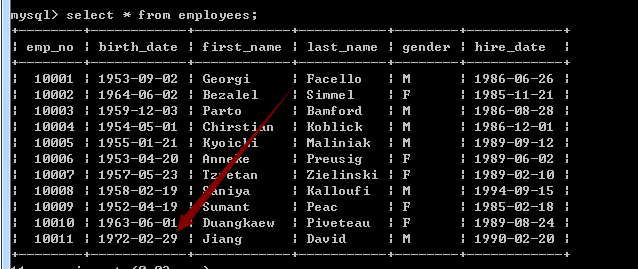 mysql> select * from employees;
+--------+------------+------------+-----------+--------+------------+
| emp_no | birth_date | first_name | last_name | gender | hire_date |
+--------+------------+------------+-----------+--------+------------+
| 10001 | 1953-09-02 | Georgi | Facello | M | 1986-06-26 |
| 10002 | 1964-06-02 | Bezalel | Simmel | F | 1985-11-21 |
| 10003 | 1959-12-03 | Parto | Bamford | M | 1986-08-28 |
| 10004 | 1954-05-01 | Chirstian | Koblick | M | 1986-12-01 |
| 10005 | 1955-01-21 | Kyoichi | Maliniak | M | 1989-09-12 |
| 10006 | 1953-04-20 | Anneke | Preusig | F | 1989-06-02 |
| 10007 | 1957-05-23 | Tzvetan | Zielinski | F | 1989-02-10 |
| 10008 | 1958-02-19 | Saniya | Kalloufi | M | 1994-09-15 |
| 10009 | 1952-04-19 | Sumant | Peac | F | 1985-02-18 |
| 10010 | 1963-06-01 | Duangkaew | Piveteau | F | 1989-08-24 |
| 10011 | 1972-02-29 | Jiang | David | M | 1990-02-20 |
+--------+------------+------------+-----------+--------+------------+